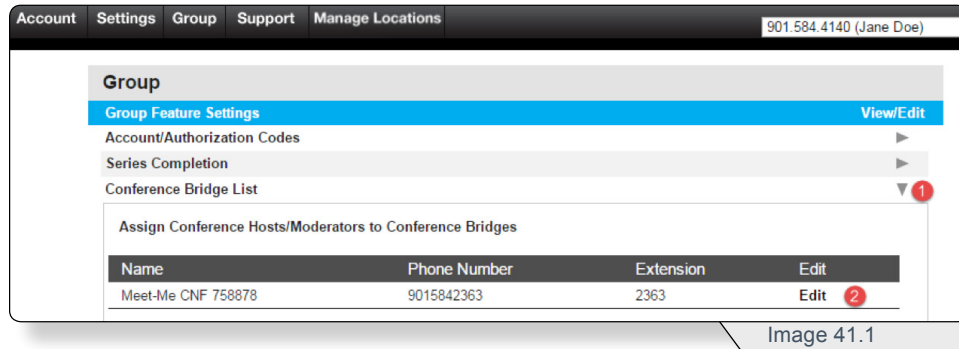 Account Settings Group Support Manage Locations
901.584.4140 (Jane Doe)
Group
Group Feature Settings View/Edit
Account/Authorization Codes
Series Completion
Conference Bridge List 1
Assign Conference Hosts/Moderators to Conference Bridges
Name Phone Number Extension Edit
Meet-Me CNF 758878 9015842363 2363 Edit 2
Image 41.1